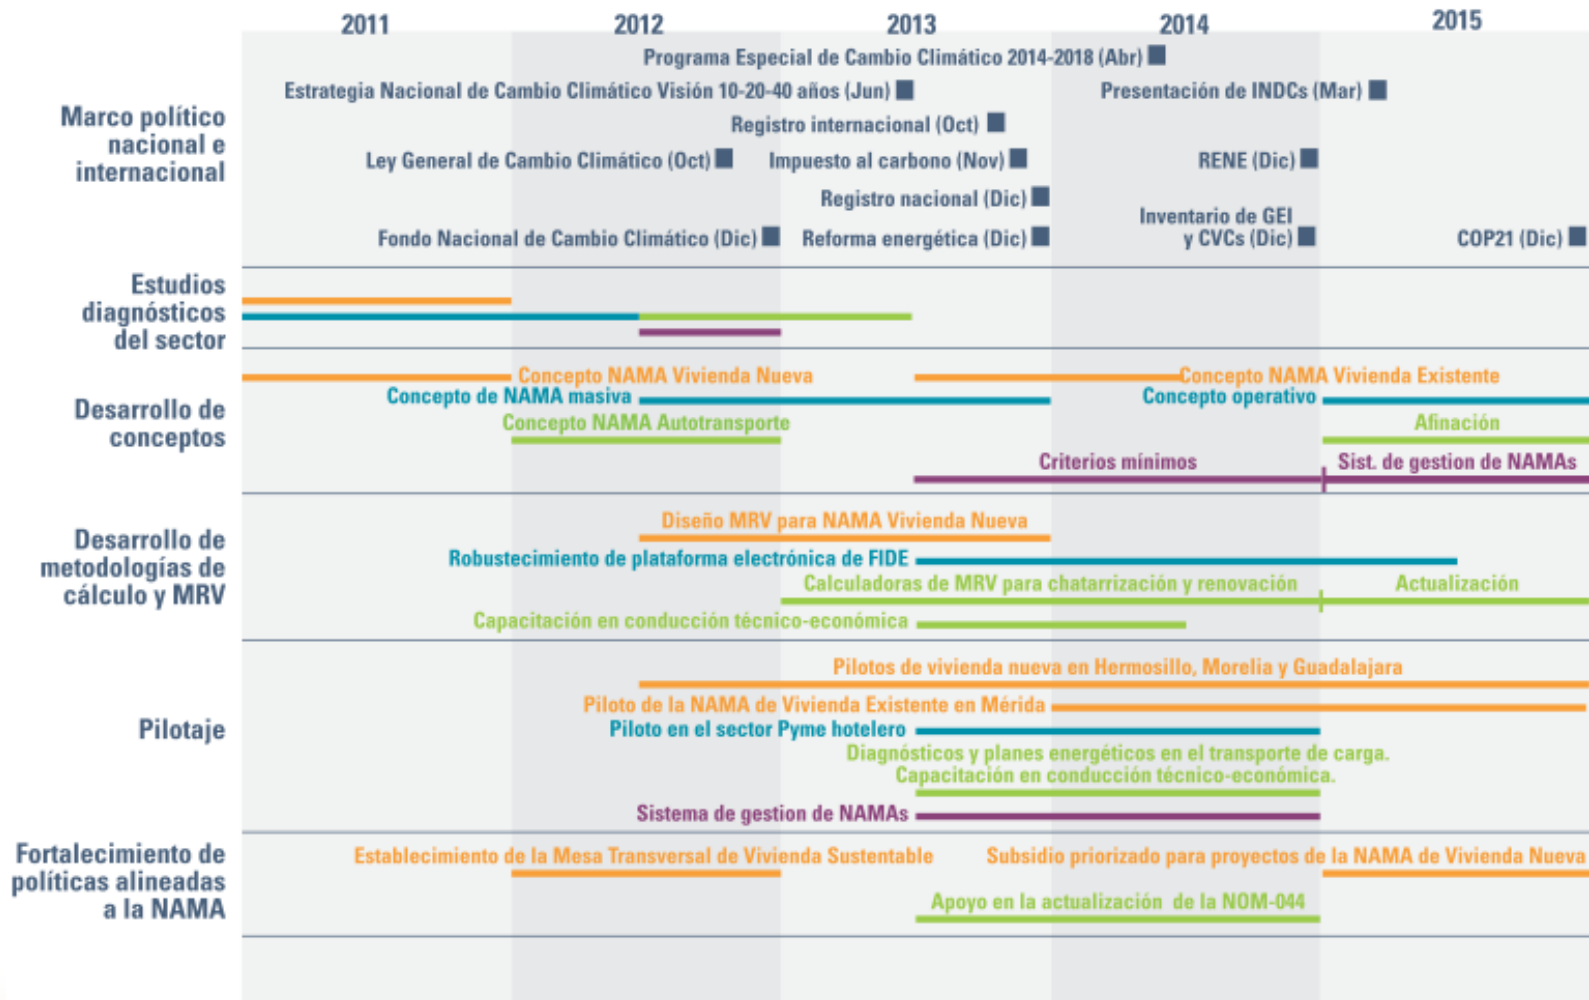 2011 2012 2013 2014 2015
Marco político
nacional e
internacional
Programa Especial de Cambio Climático 2014-2018 (Abr)
Estrategia Nacional de Cambio Climático Visión 10-20-40 años (Jun)
Presentación de INDCs (Mar)
Registro internacional (Oct)
Ley General de Cambio Climático (Oct)
Impuesto al carbono (Nov)
RENE (Dic)
Registro nacional (Dic)
Inventario de GEI
y CVCs (Dic)
Fondo Nacional de Cambio Climático (Dic)
Reforma energética (Dic)
COP21 (Dic)
Estudios
diagnósticos
del sector
Desarrollo de
conceptos
Concepto NAMA Vivienda Nueva
Concepto NAMA Vivienda Existente
Concepto de NAMA masiva
Concepto operativo
Concepto NAMA Autotransporte
Afinación
Criterios mínimos
Sist. de gestion de NAMAs
Desarrollo de
metodologías de
cálculo y MRV
Diseño MRV para NAMA Vivienda Nueva
Robustecimiento de plataforma electrónica de FIDE
Calculadoras de MRV para chatarrización y renovación
Actualización
Capacitación en conducción técnico-económica
Pilotaje
Pilotos de vivienda nueva en Hermosillo, Morelia y Guadalajara
Piloto de la NAMA de Vivienda Existente en Mérida
Piloto en el sector Pyme hotelero
Diagnósticos y planes energéticos en el transporte de carga.
Capacitación en conducción técnico-económica.
Sistema de gestion de NAMAs
Fortalecimiento de
políticas alineadas
a la NAMA
Establecimiento de la Mesa Transversal de Vivienda Sustentable
Subsidio priorizado para proyectos de la NAMA de Vivienda Nueva
Apoyo en la actualización de la NOM-044